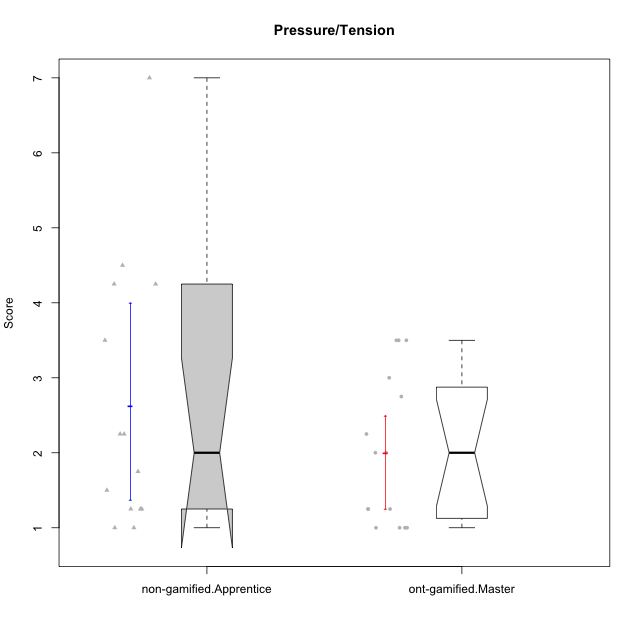 Pressure/Tension
7
6
5
4
3
2
1
Score
non-gamified.Apprentice
ont-gamified.Master